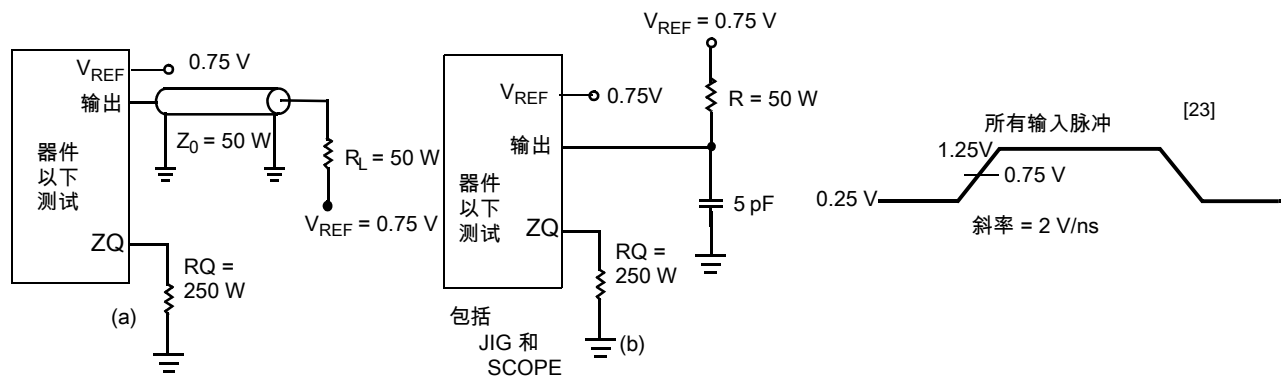 V_REF
0.75 V
输出
Z_0 = 50 W
器件
以下
测试
R_L = 50 W
V_REF = 0.75 V
ZQ
RQ =
250 W
(a)
V_REF = 0.75 V
V_REF
0.75V
R = 50 W
输出
器件
以下
测试
5 pF
ZQ
RQ =
250 W
包括
JIG 和
SCOPE
(b)
所有输入脉冲
[23]
1.25V
0.75 V
0.25 V
斜率 = 2 V/ns